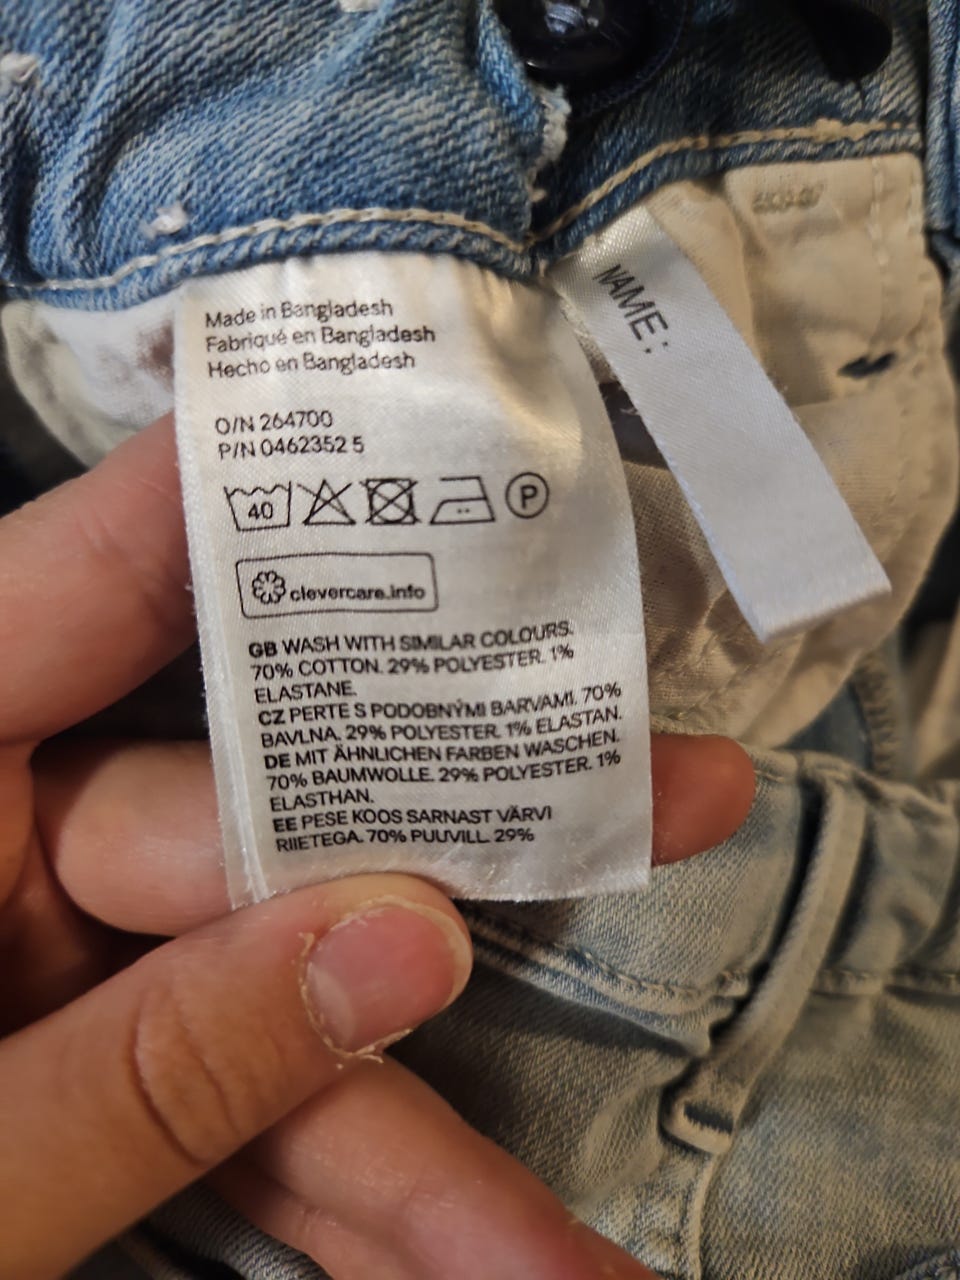 Made in Bangladesh
Fabriqué en Bangladesh
Hecho en Bangladesh
O/N 264700
P/N 0462352 5
40
P
clevercare.info
GB WASH WITH SIMILAR COLOURS.
70% COTTON. 29% POLYESTER. 1%
ELASTANE.
CZ PERTE S PODOBNÝMI BARVAMI. 70%
BAVLNA. 29% POLYESTER. 1% ELASTAN.
DE MIT ÄHNLICHEN FARBEN WASCHEN.
70% BAUMWOLLE. 29% POLYESTER. 1%
ELASTHAN.
EE PESE KOOS SARNAST VÄRVI
RIIETEGA. 70% PUUVILL. 29%
NAME: